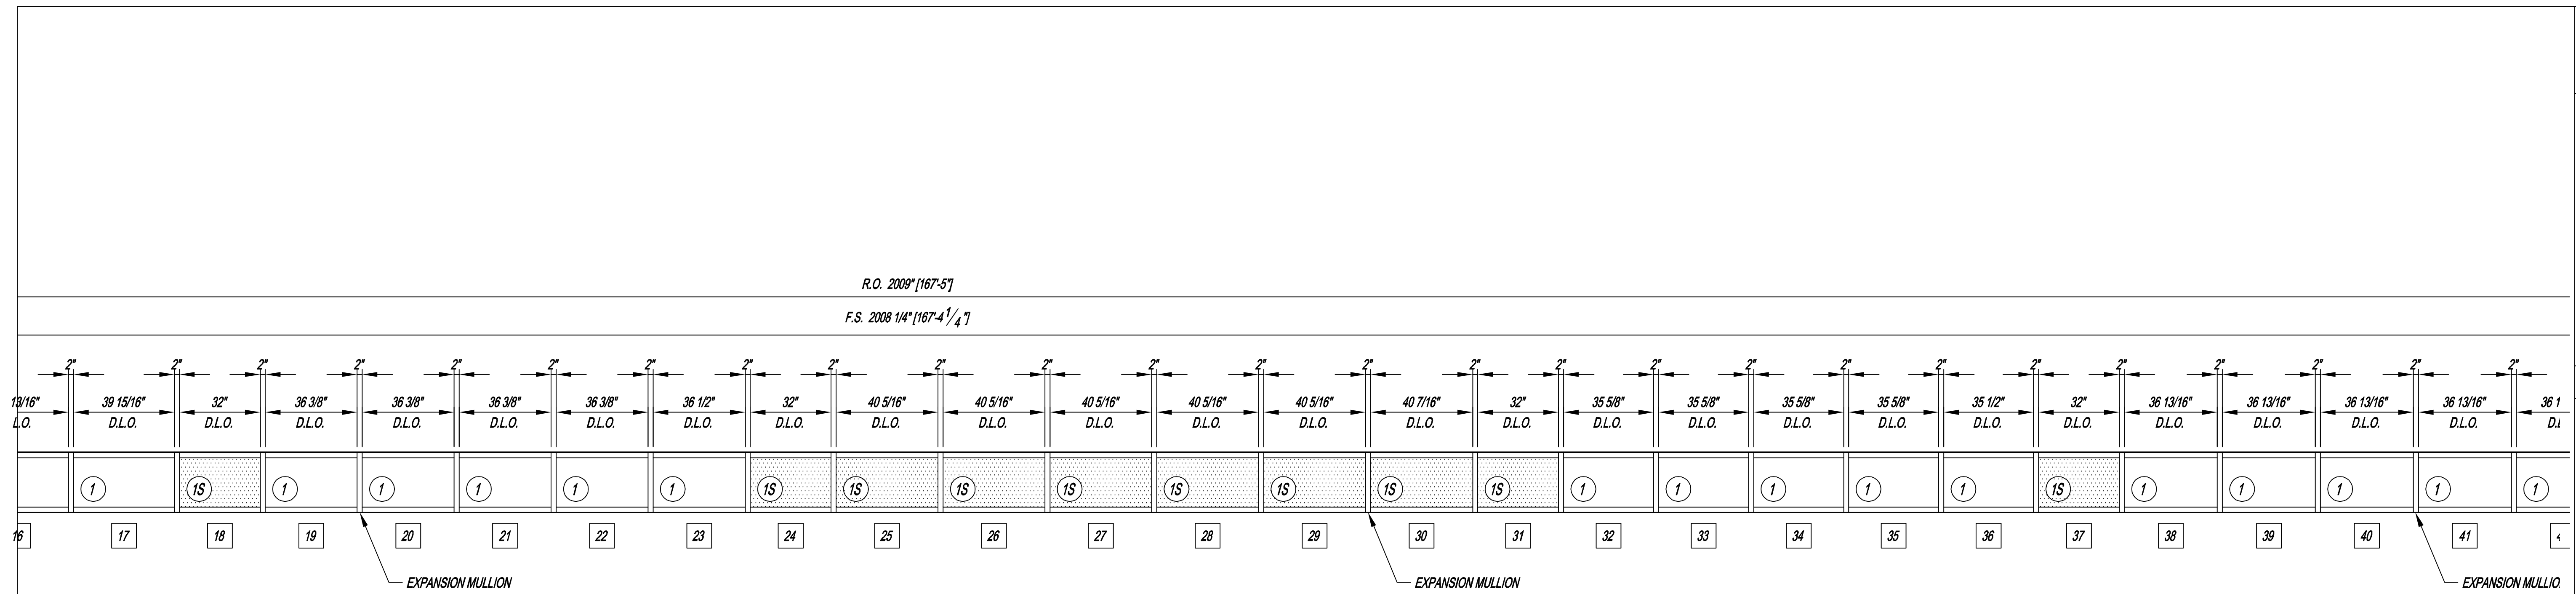 R.O. 2009" [167'-5"]
F.S. 2008 1/4" [167'-4 1/4"]
2" 2" 2" 2" 2" 2" 2" 2" 2" 2" 2" 2" 2" 2" 2" 2" 2" 2" 2" 2" 2" 2" 2" 2" 2" 2"
13/16" 39 15/16" 32" 36 3/8" 36 3/8" 36 3/8" 36 3/8" 36 1/2" 32" 40 5/16" 40 5/16" 40 5/16" 40 5/16" 40 5/16" 40 7/16" 32" 35 5/8" 35 5/8" 35 5/8" 35 5/8" 35 1/2" 32" 36 13/16" 36 13/16" 36 13/16" 36 13/16" 36 1
L.O. D.L.O. D.L.O. D.L.O. D.L.O. D.L.O. D.L.O. D.L.O. D.L.O. D.L.O. D.L.O. D.L.O. D.L.O. D.L.O. D.L.O. D.L.O. D.L.O. D.L.O. D.L.O. D.L.O. D.L.O. D.L.O. D.L.O. D.L.O. D.L.O. D.L.O.
1 1S 1 1 1 1 1 1S 1S 1S 1S 1S 1S 1S 1S 1 1 1 1 1 1S 1 1 1 1 1
16 17 18 19 20 21 22 23 24 25 26 27 28 29 30 31 32 33 34 35 36 37 38 39 40 41
EXPANSION MULLION EXPANSION MULLION EXPANSION MULLIO